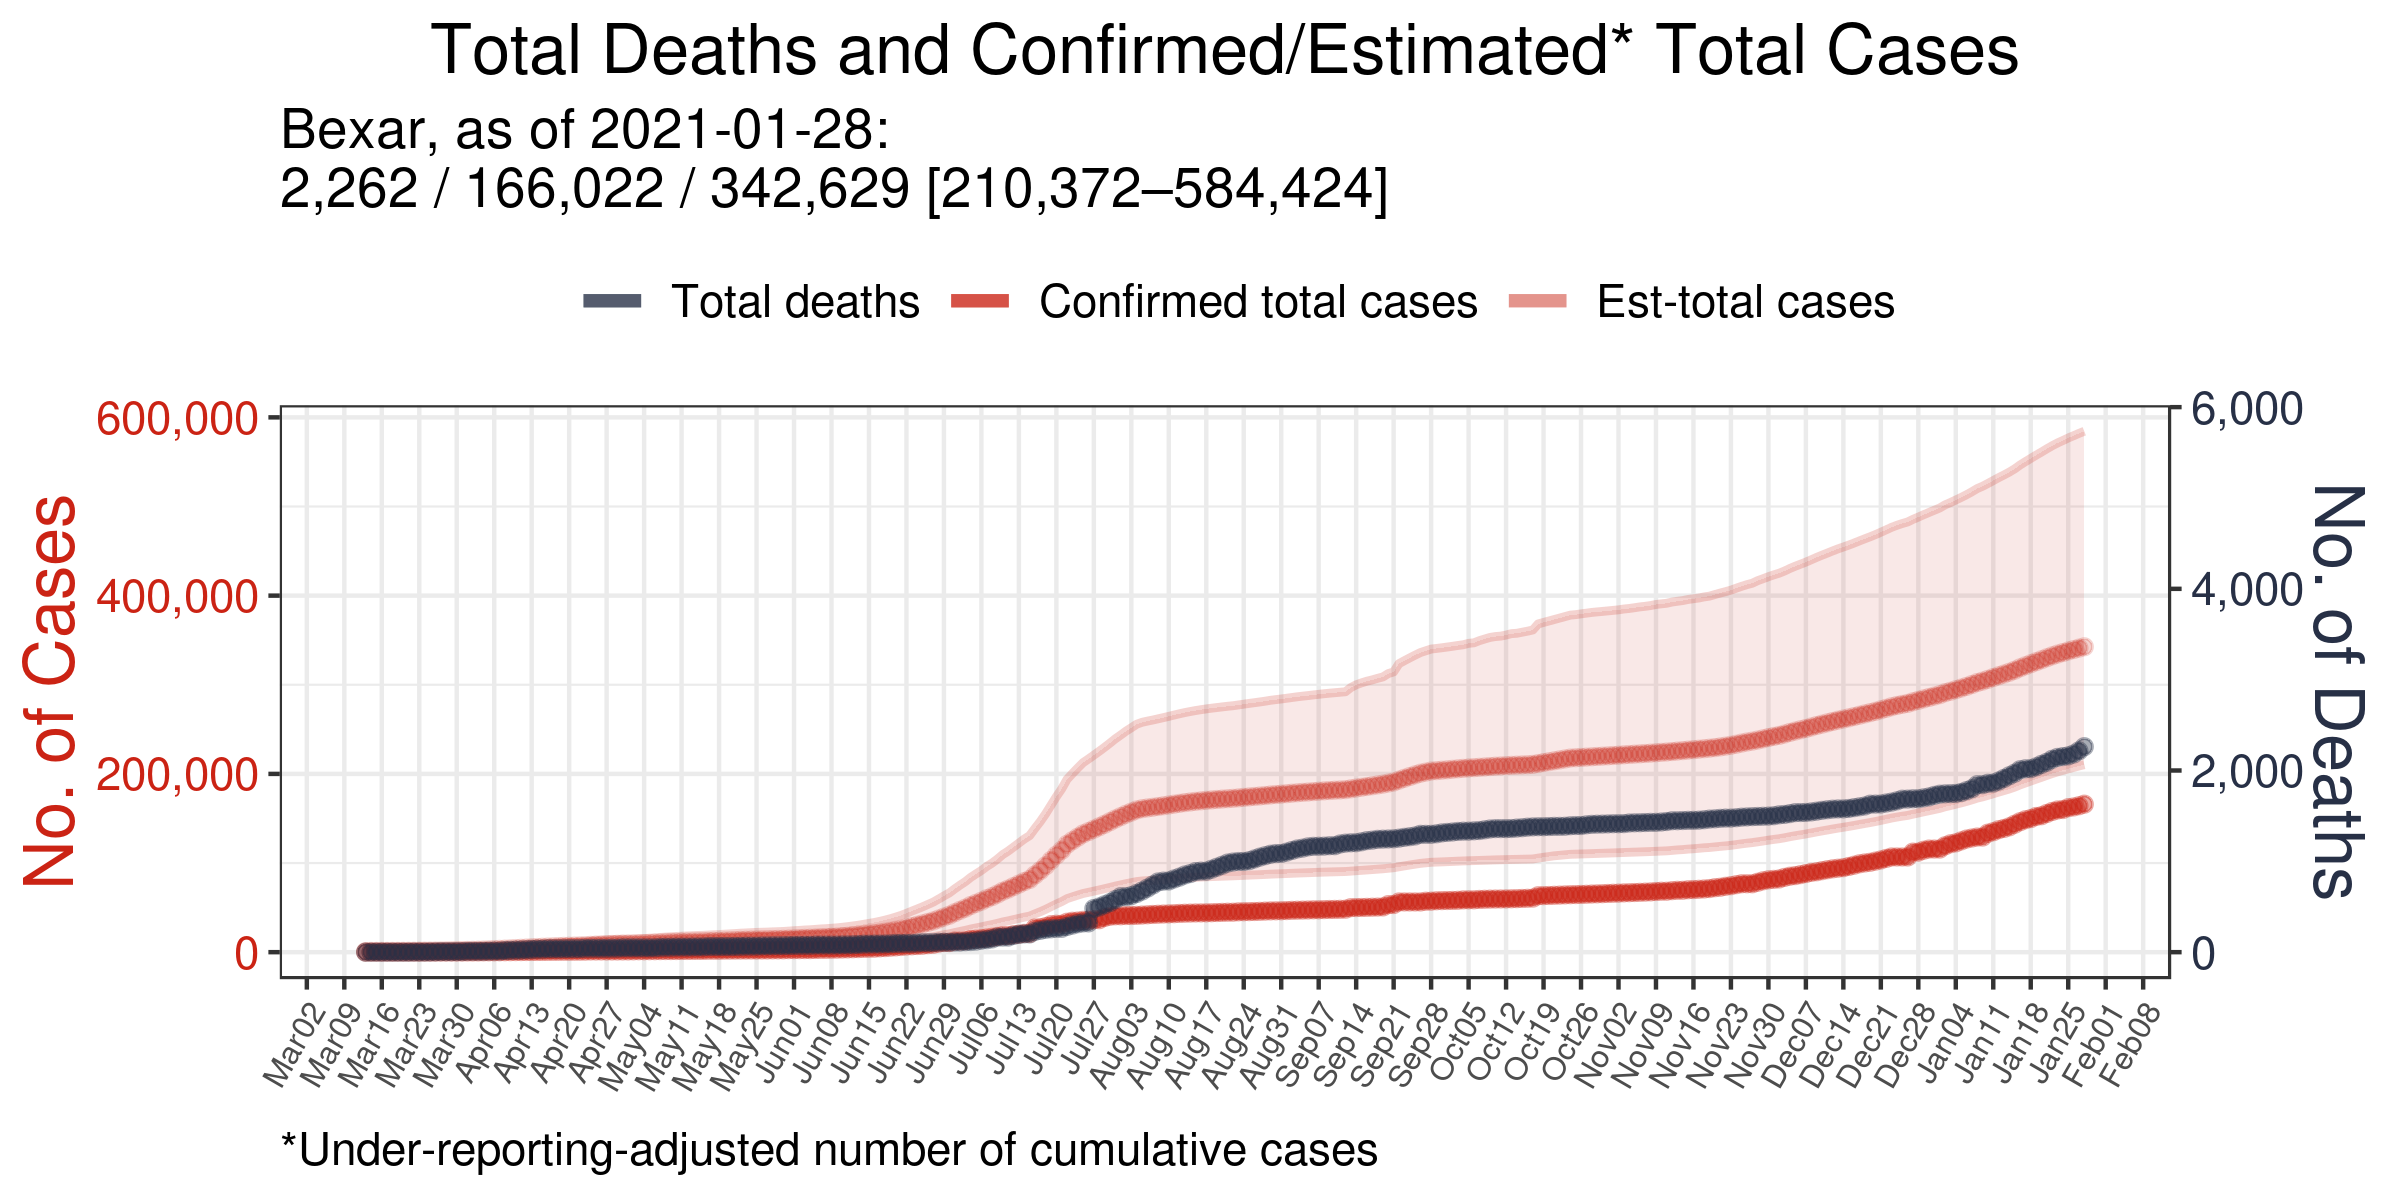 Total Deaths and Confirmed/Estimated* Total Cases
Bexar, as of 2021-01-28:
2,262 / 166,022 / 342,629 [210,372–584,424]
Total deaths
Confirmed total cases
Est-total cases
No. of Cases
600,000
400,000
200,000
0
6,000
4,000
2,000
0
No. of Deaths
Mar02
Mar09
Mar16
Mar23
Mar30
Apr06
Apr13
Apr20
Apr27
May04
May11
May18
May25
Jun01
Jun08
Jun15
Jun22
Jun29
Jul06
Jul13
Jul20
Jul27
Aug03
Aug10
Aug17
Aug24
Aug31
Sep07
Sep14
Sep21
Sep28
Oct05
Oct12
Oct19
Oct26
Nov02
Nov09
Nov16
Nov23
Nov30
Dec07
Dec14
Dec21
Dec28
Jan04
Jan11
Jan18
Jan25
Feb01
Feb08
*Under-reporting-adjusted number of cumulative cases